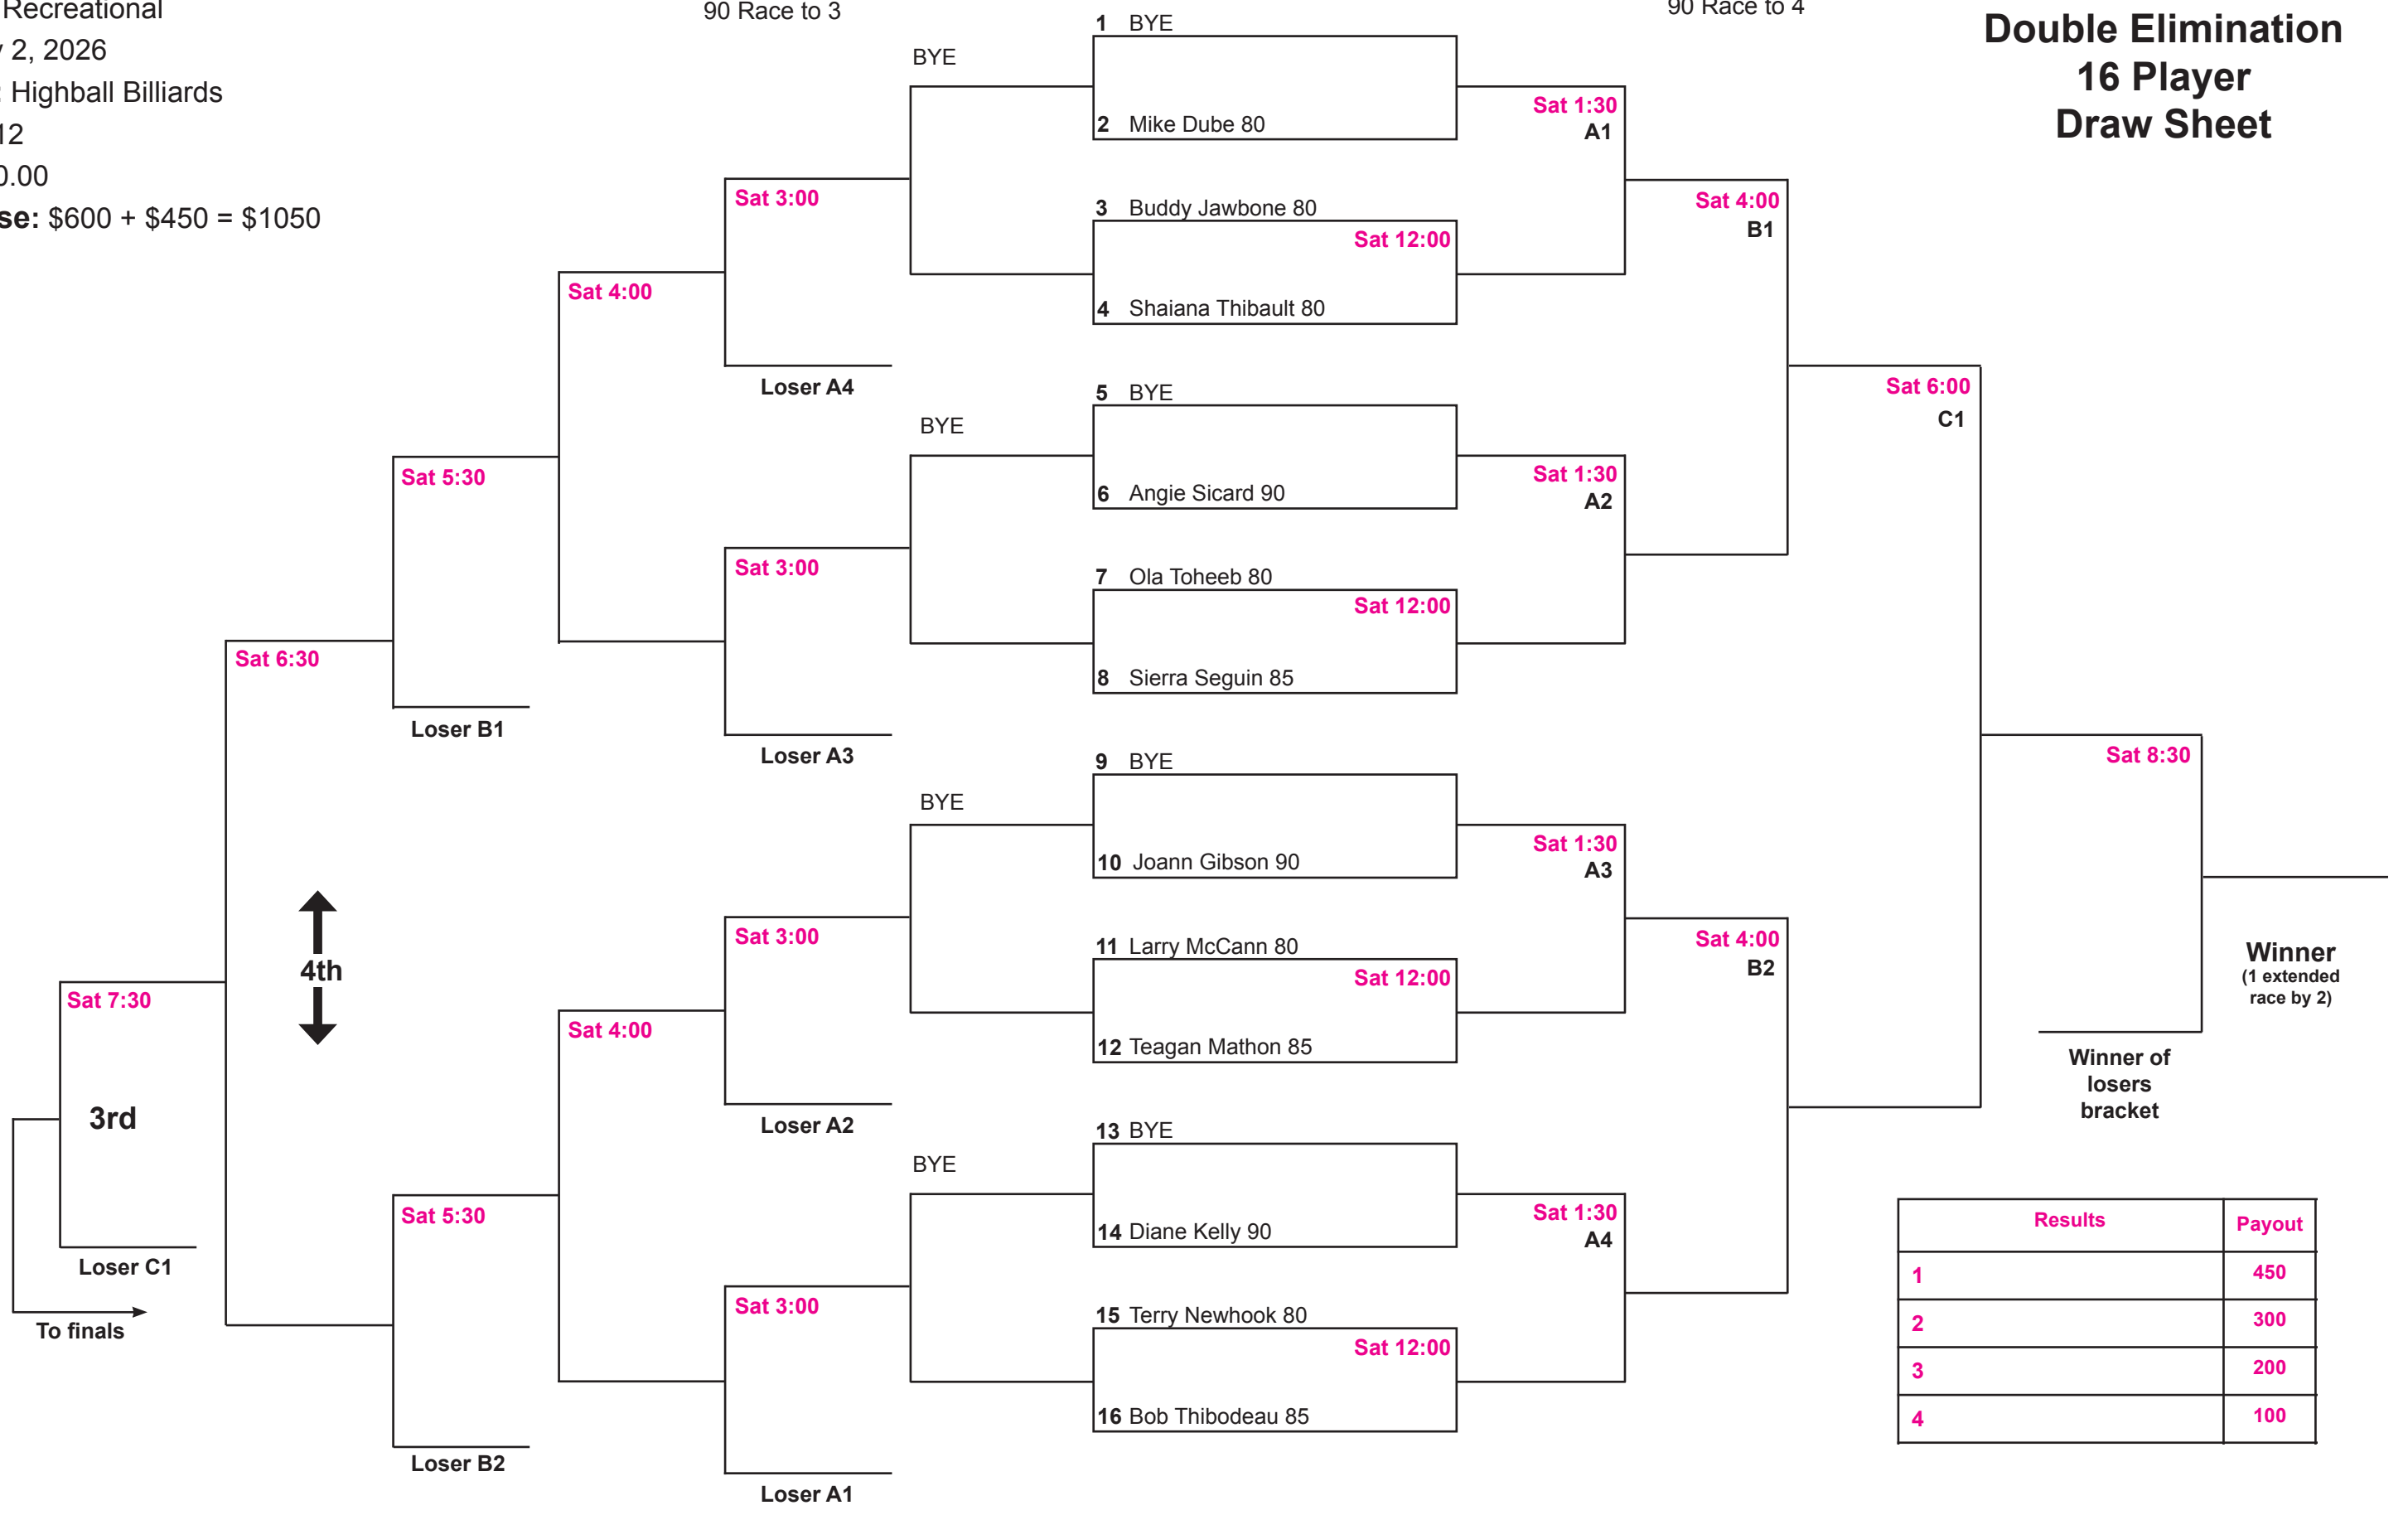 Recreational
2, 2026
Highball Billiards
12
0.00
se: $600 + $450 = $1050
90 Race to 3
90 Race to 4
Double Elimination
16 Player
Draw Sheet
1 BYE
2 Mike Dube 80
3 Buddy Jawbone 80
Sat 12:00
4 Shaiana Thibault 80
5 BYE
6 Angie Sicard 90
7 Ola Toheeb 80
Sat 12:00
8 Sierra Seguin 85
9 BYE
10 Joann Gibson 90
11 Larry McCann 80
Sat 12:00
12 Teagan Mathon 85
13 BYE
14 Diane Kelly 90
15 Terry Newhook 80
Sat 12:00
16 Bob Thibodeau 85
Sat 1:30
A1
Sat 1:30
A2
Sat 1:30
A3
Sat 1:30
A4
Sat 4:00
B1
Sat 4:00
B2
Sat 6:00
C1
Sat 8:30
Winner
(1 extended
race by 2)
Winner of
losers
bracket
BYE
BYE
BYE
BYE
Sat 3:00
Loser A4
Sat 3:00
Loser A3
Sat 3:00
Loser A2
Sat 3:00
Loser A1
Sat 4:00
Sat 4:00
Sat 5:30
Loser B1
Sat 5:30
Loser B2
Sat 6:30
4th
Sat 7:30
3rd
Loser C1
To finals
Results Payout
1 450
2 300
3 200
4 100